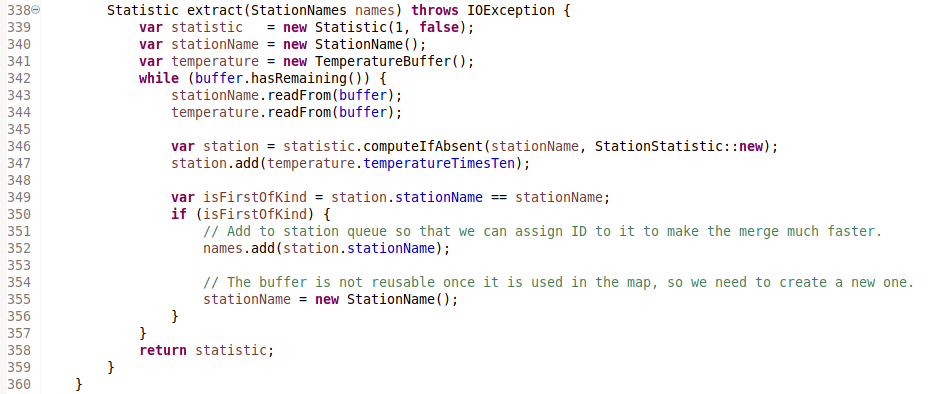 338 Statistic extract(StationNames names) throws IOException {
339 var statistic   = new Statistic(1, false);
340 var stationName = new StationName();
341 var temperature = new TemperatureBuffer();
342 while (buffer.hasRemaining()) {
343 stationName.readFrom(buffer);
344 temperature.readFrom(buffer);
345
346 var station = statistic.computeIfAbsent(stationName, StationStatistic::new);
347 station.add(temperature.temperatureTimesTen);
348
349 var isFirstOfKind = station.stationName == stationName;
350 if (isFirstOfKind) {
351 // Add to station queue so that we can assign ID to it to make the merge much faster.
352 names.add(station.stationName);
353
354 // The buffer is not reusable once it is used in the map, so we need to create a new one.
355 stationName = new StationName();
356 }
357 }
358 return statistic;
359 }
360 }